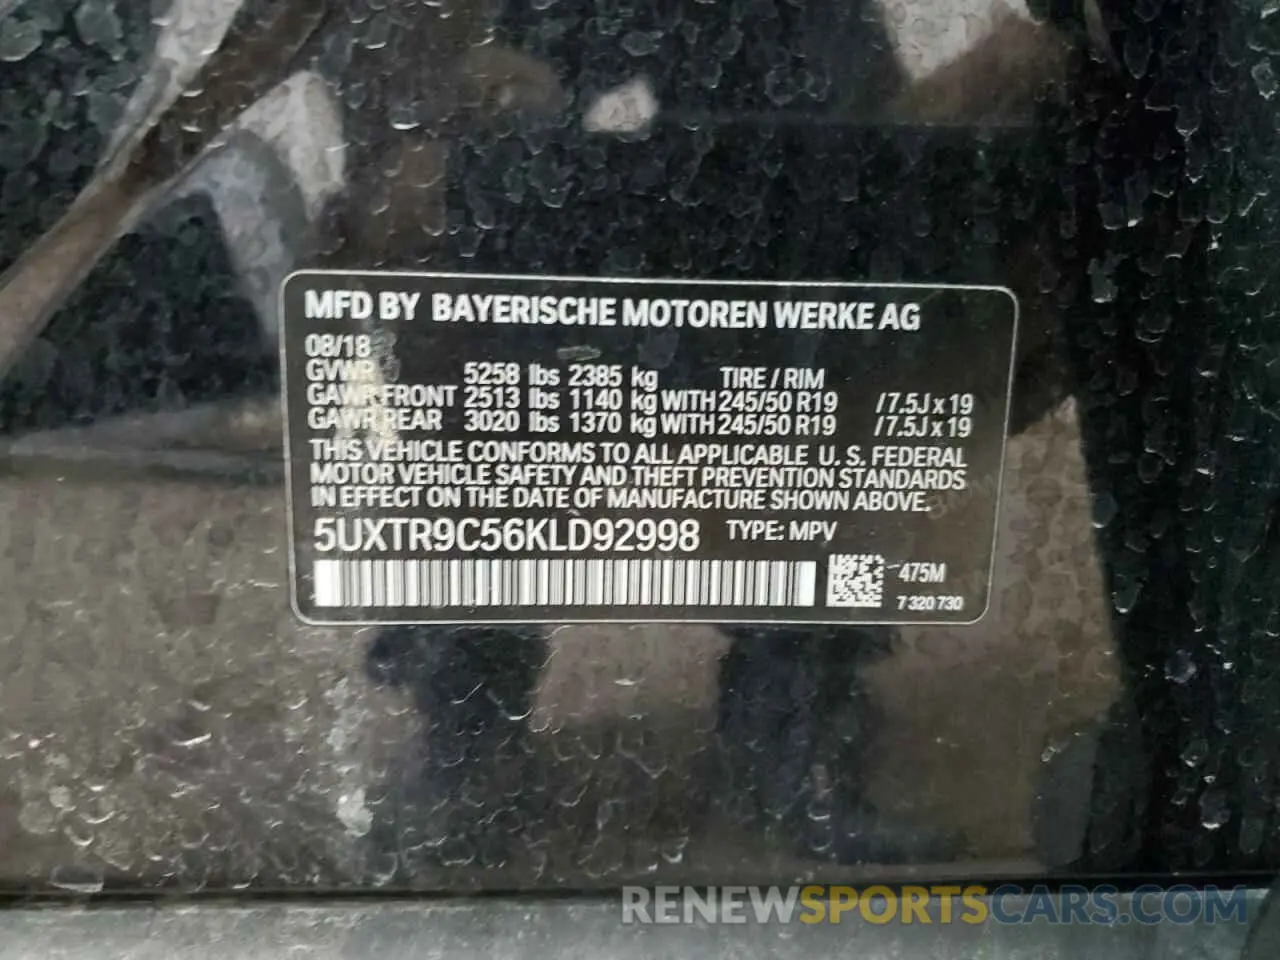 MFD BY BAYERISCHE MOTOREN WERKE AG
08/18
GVWR 5258 lbs 2385 kg TIRE / RIM
GAWR FRONT 2513 lbs 1140 kg WITH 245/50 R19 /7.5J x 19
GAWR REAR 3020 lbs 1370 kg WITH 245/50 R19 /7.5J x 19
THIS VEHICLE CONFORMS TO ALL APPLICABLE U. S. FEDERAL
MOTOR VEHICLE SAFETY AND THEFT PREVENTION STANDARDS
IN EFFECT ON THE DATE OF MANUFACTURE SHOWN ABOVE.
5UXTR9C56KLD92998 TYPE: MPV
475M
7 320 730
RENEWSPORTSCARS.COM